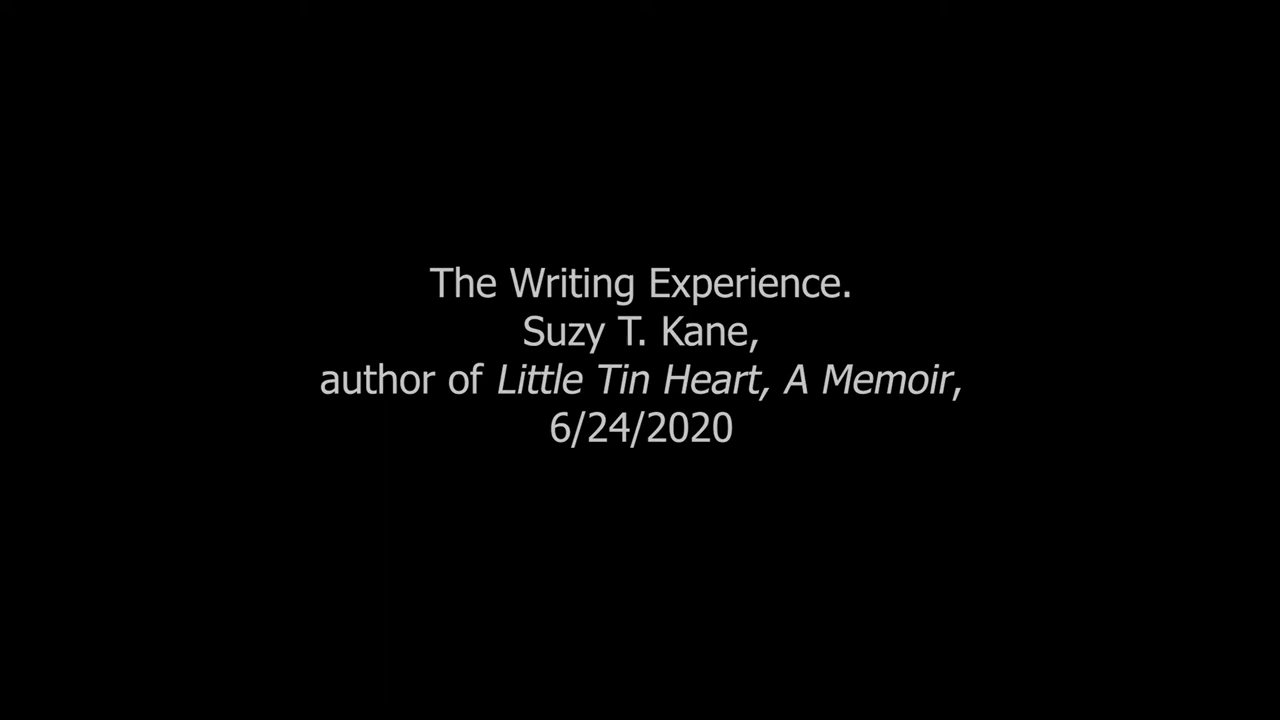 The Writing Experience.
Suzy T. Kane,
author of Little Tin Heart, A Memoir,
6/24/2020